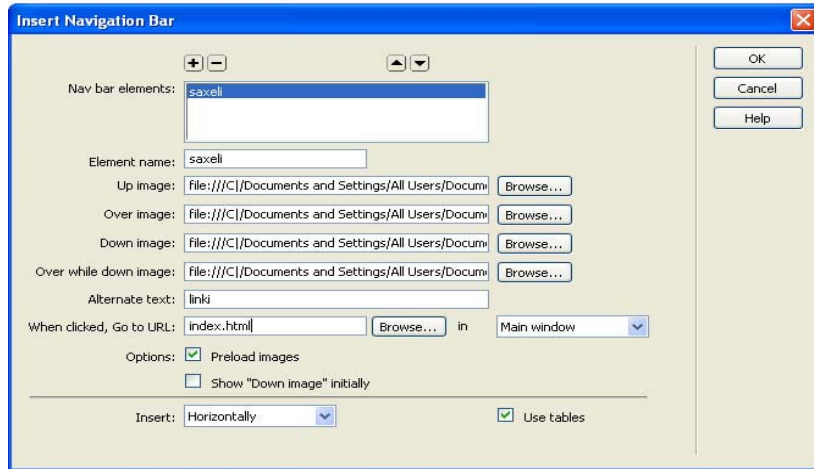 Insert Navigation Bar
OK
Nav bar elements: saxeli
Cancel
Help
Element name: saxeli
Up image: file:///C|/Documents and Settings/All Users/Docum Browse...
Over image: file:///C|/Documents and Settings/All Users/Docum Browse...
Down image: file:///C|/Documents and Settings/All Users/Docum Browse...
Over while down image: file:///C|/Documents and Settings/All Users/Docum Browse...
Alternate text: linki
When clicked, Go to URL: index.html Browse... in Main window
Options: Preload images
Show "Down image" initially
Insert: Horizontally Use tables